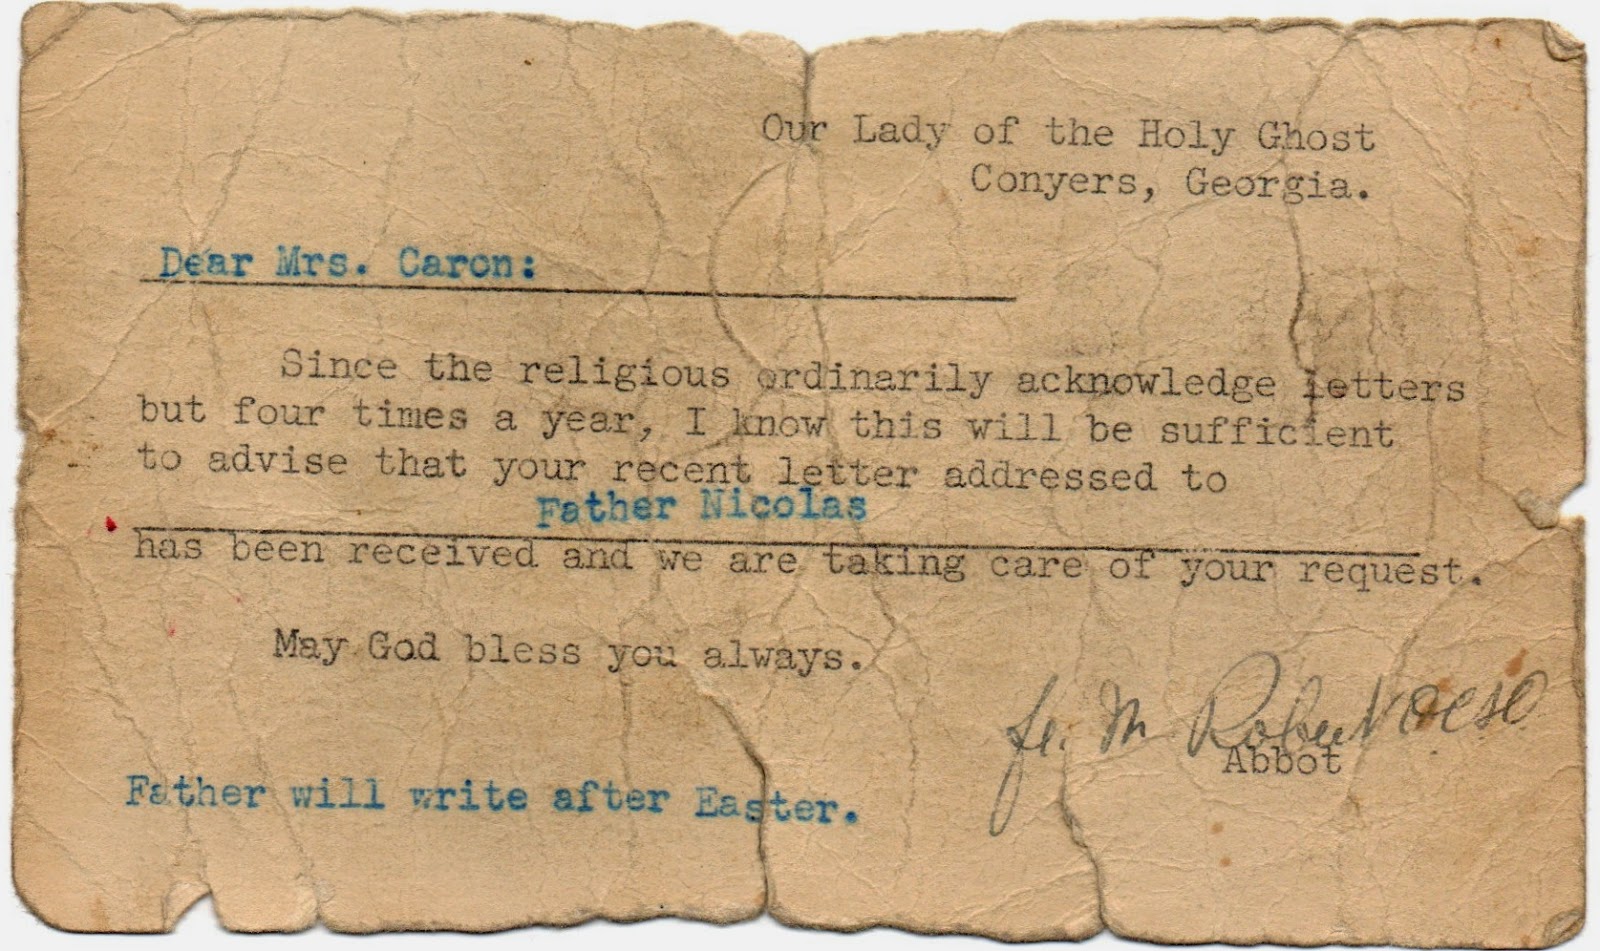 Our Lady of the Holy Ghost
Conyers, Georgia.
Dear Mrs. Caron:
Since the religious ordinarily acknowledge letters
but four times a year, I know this will be sufficient
to advise that your recent letter addressed to
Father Nicolas
has been received and we are taking care of your request.
May God bless you always.
M Robert OCSO
Abbot
Father will write after Easter.